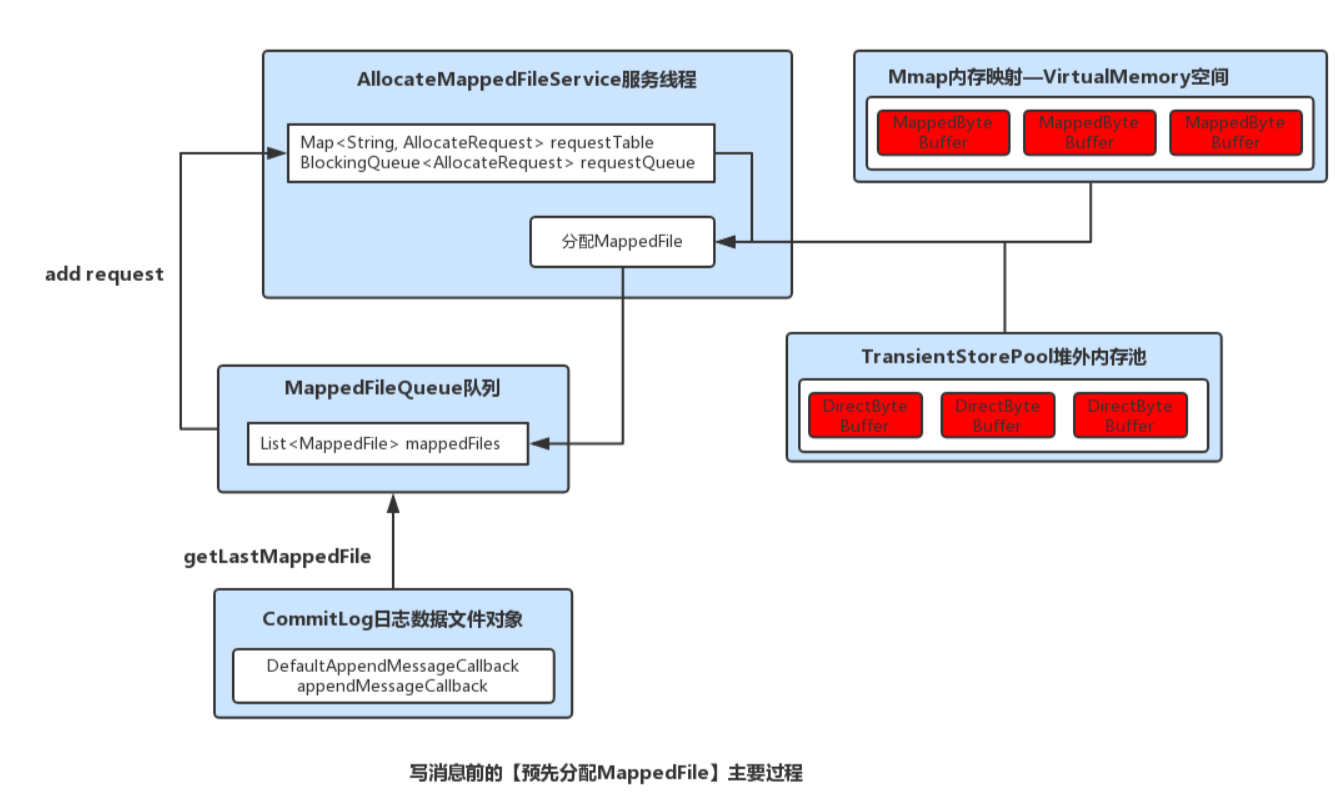 AllocateMappedFileService服务线程
Map<String, AllocateRequest> requestTable
BlockingQueue<AllocateRequest> requestQueue
分配MappedFile
Mmap内存映射—VirtualMemory空间
MappedByte
Buffer
MappedByte
Buffer
MappedByte
Buffer
add request
TransientStorePool堆外内存池
DirectByte
Buffer
DirectByte
Buffer
DirectByte
Buffer
MappedFileQueue队列
List<MappedFile> mappedFiles
getLastMappedFile
CommitLog日志数据文件对象
DefaultAppendMessageCallback
appendMessageCallback
写消息前的【预先分配MappedFile】主要过程